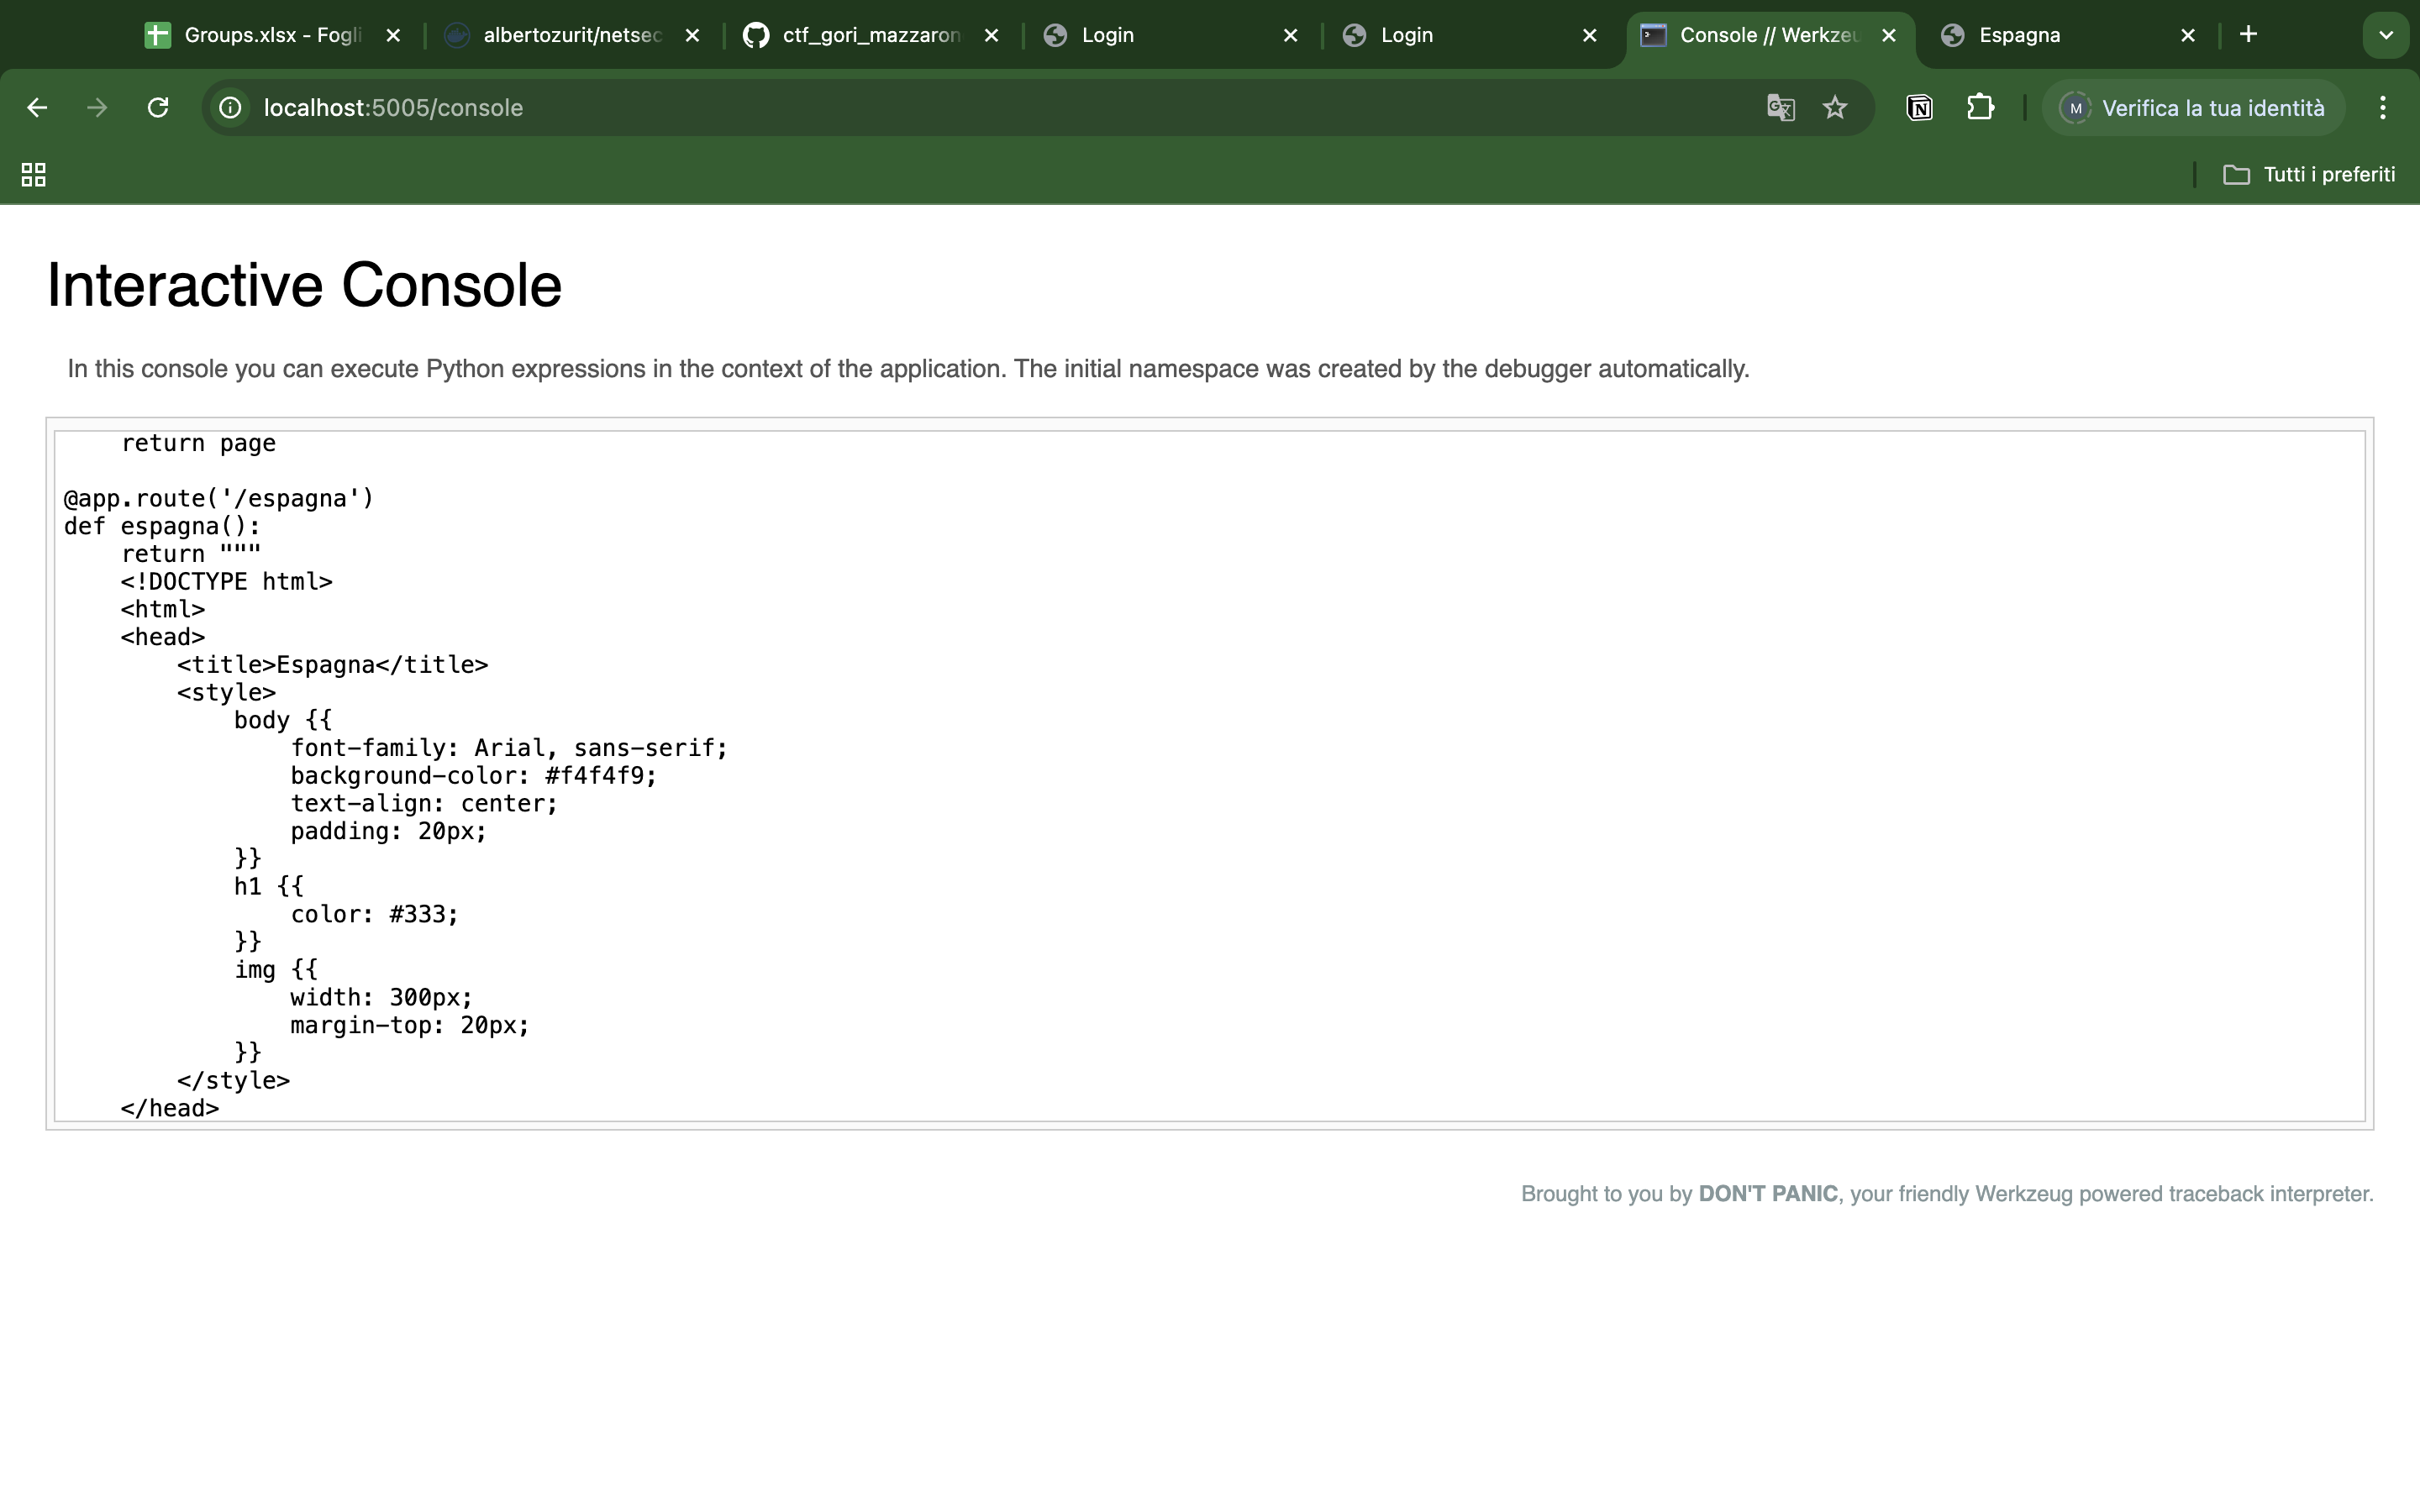 Groups.xlsx - Fogli
albertozurit/netsec
ctf_gori_mazzaron
Login
Login
Console // Werkzeu
Espagna
localhost:5005/console
M
Verifica la tua identità
Tutti i preferiti
Interactive Console
In this console you can execute Python expressions in the context of the application. The initial namespace was created by the debugger automatically.
    return page
@app.route('/espagna')
def espagna():
    return """
    <!DOCTYPE html>
    <html>
    <head>
        <title>Espagna</title>
        <style>
            body {{
                font-family: Arial, sans-serif;
                background-color: #f4f4f9;
                text-align: center;
                padding: 20px;
            }}
            h1 {{
                color: #333;
            }}
            img {{
                width: 300px;
                margin-top: 20px;
            }}
        </style>
    </head>
Brought to you by DON'T PANIC, your friendly Werkzeug powered traceback interpreter.